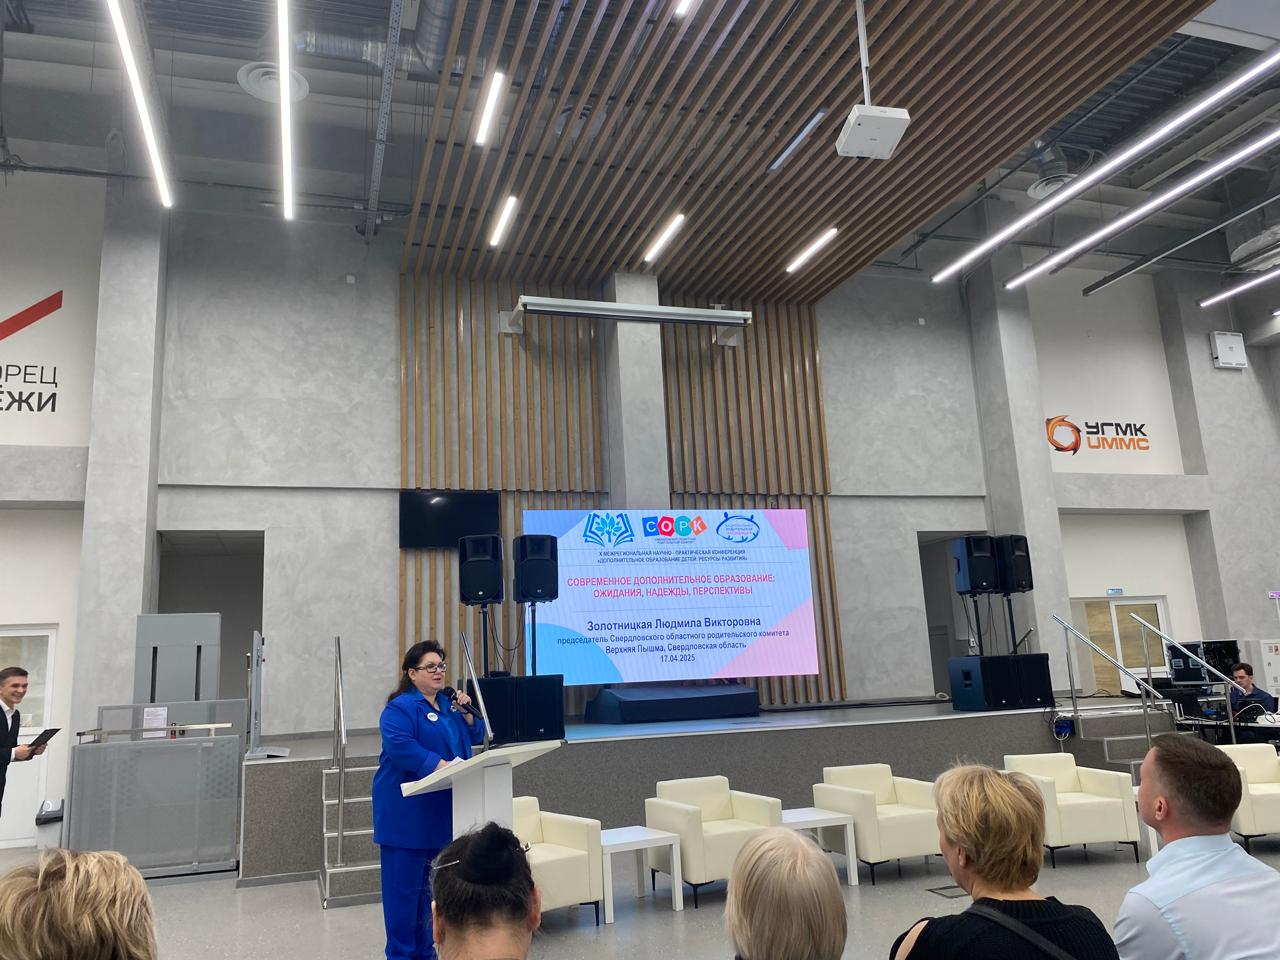 ОРЕЦ
ЁЖИ
УГМК
UMMC
СОРК
X МЕЖРЕГИОНАЛЬНАЯ НАУЧНО - ПРАКТИЧЕСКАЯ КОНФЕРЕНЦИЯ
«ДОПОЛНИТЕЛЬНОЕ ОБРАЗОВАНИЕ ДЕТЕЙ: РЕСУРСЫ РАЗВИТИЯ»
СОВРЕМЕННОЕ ДОПОЛНИТЕЛЬНОЕ ОБРАЗОВАНИЕ:
ОЖИДАНИЯ, НАДЕЖДЫ, ПЕРСПЕКТИВЫ
Золотницкая Людмила Викторовна
председатель Свердловского областного родительского комитета
Верхняя Пышма, Свердловская область
17.04.2025